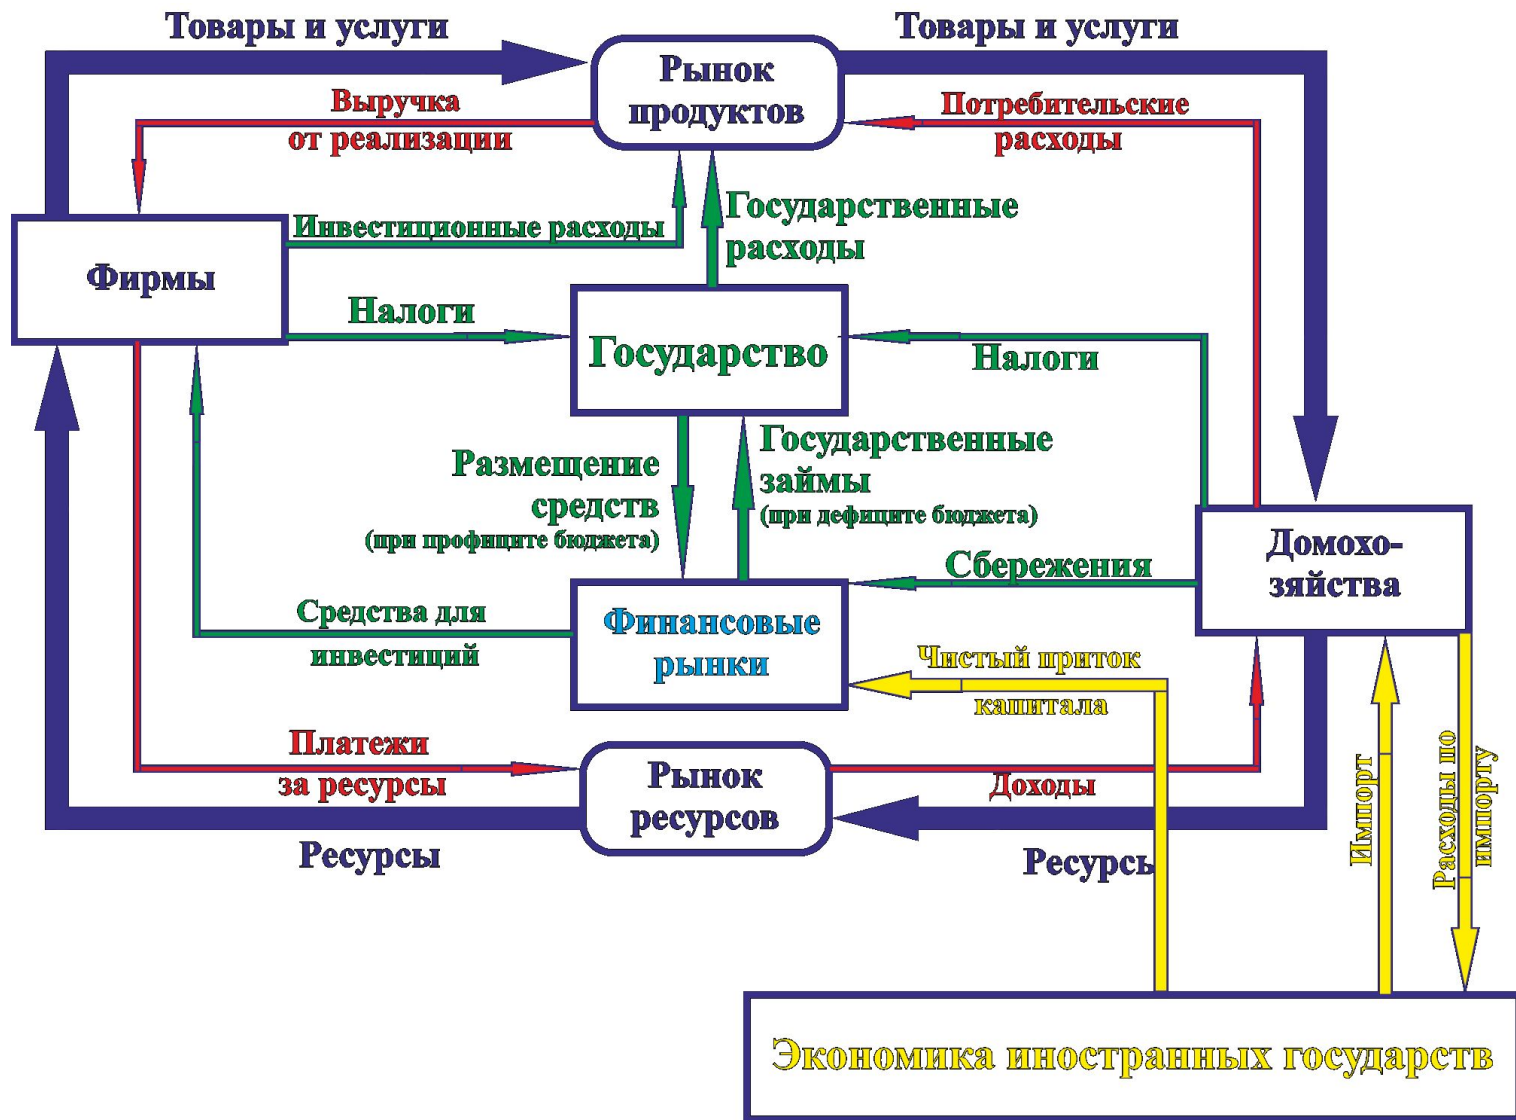 Товары и услуги
Товары и услуги
Рынок
продуктов
Выручка
от реализации
Потребительские
расходы
Государственные
расходы
Инвестиционные расходы
Фирмы
Налоги
Государство
Налоги
Размещение
средств
(при профиците бюджета)
Государственные
займы
(при дефиците бюджета)
Домохо-
зяйства
Сбережения
Средства для
инвестиций
Финансовые
рынки
Чистый приток
капитала
Платежи
за ресурсы
Рынок
ресурсов
Доходы
Импорт
Расходы по
импорту
Ресурсы
Ресурсы
Экономика иностранных государств